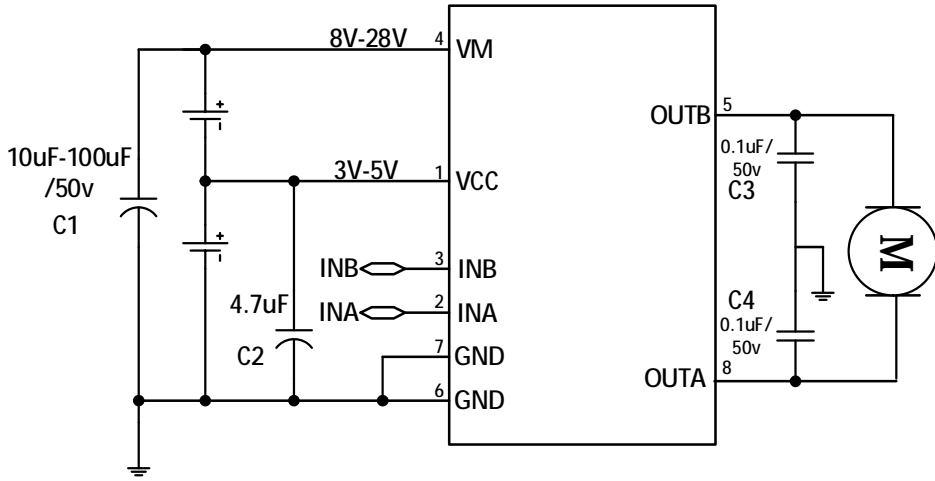 8V-28V
4
VM
5
OUTB
+
10uF-100uF
/50v
C1
0.1uF/
50v
C3
3V-5V
1
VCC
+
M
INB
3
INB
4.7uF
INA
2
INA
C2
C4
0.1uF/
50v
7
GND
8
OUTA
6
GND